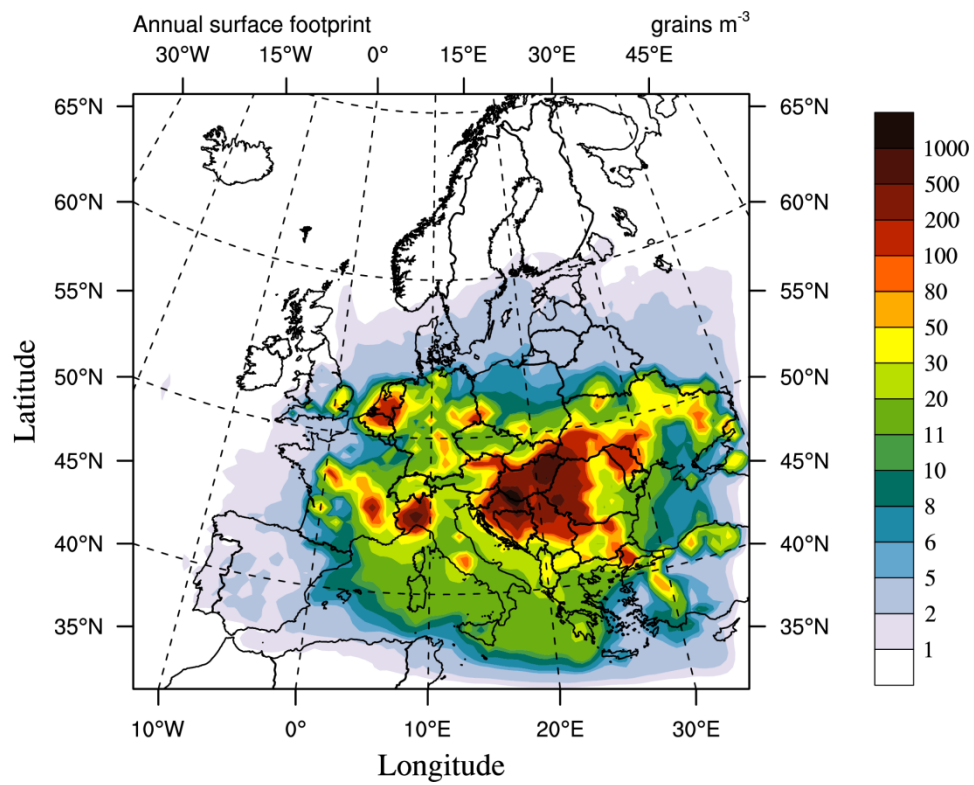 Annual surface footprint grains m⁻³
30°W 15°W 0° 15°E 30°E 45°E
65°N 65°N
60°N 60°N
55°N 55°N
50°N 50°N
45°N 45°N
40°N 40°N
35°N 35°N
Latitude
10°W 0° 10°E 20°E 30°E
Longitude
1000
500
200
100
80
50
30
20
11
10
8
6
5
2
1